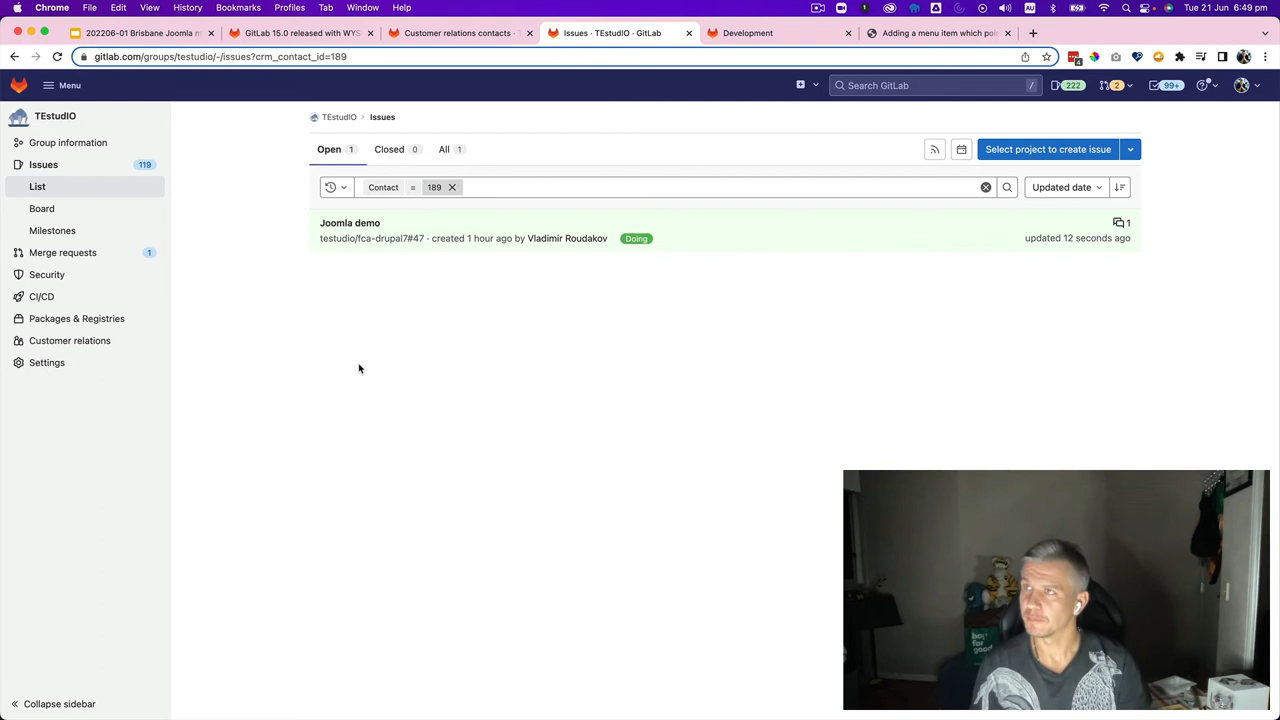 Chrome File Edit View History Bookmarks Profiles Tab Window Help
AU
Tue 21 Jun 6:49 pm
202206-01 Brisbane Joomla m
GitLab 15.0 released with WYS
Customer relations contacts · T
Issues · TEstudIO · GitLab
Development
Adding a menu item which poi
gitlab.com/groups/testudio/-/issues?crm_contact_id=189
Menu
Search GitLab
/
222
2
99+
TEstudIO
Group information
Issues 119
List
Board
Milestones
Merge requests 1
Security
CI/CD
Packages & Registries
Customer relations
Settings
Collapse sidebar
TEstudIO › Issues
Open 1 Closed 0 All 1
Select project to create issue
Contact = 189
Updated date
Joomla demo
1
testudio/fca-drupal7#47 · created 1 hour ago by Vladimir Roudakov Doing
updated 12 seconds ago
boy
for
good